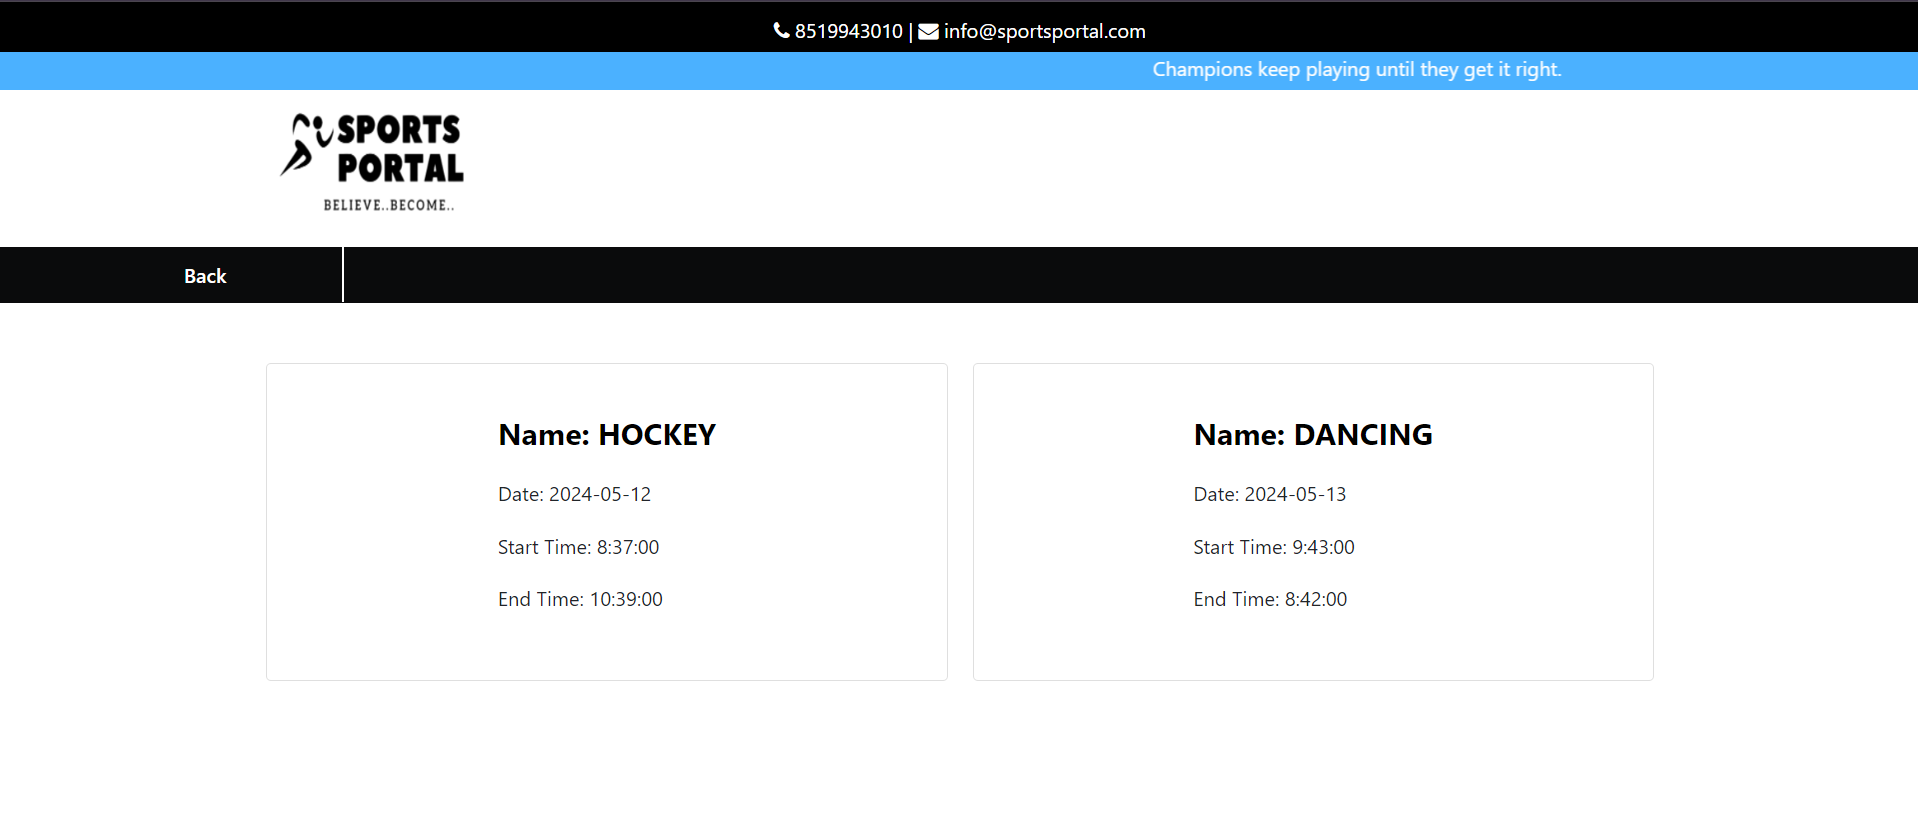 8519943010 | info@sportsportal.com
Champions keep playing until they get it right.
SPORTS
PORTAL
BELIEVE..BECOME..
Back
Name: HOCKEY
Date: 2024-05-12
Start Time: 8:37:00
End Time: 10:39:00
Name: DANCING
Date: 2024-05-13
Start Time: 9:43:00
End Time: 8:42:00